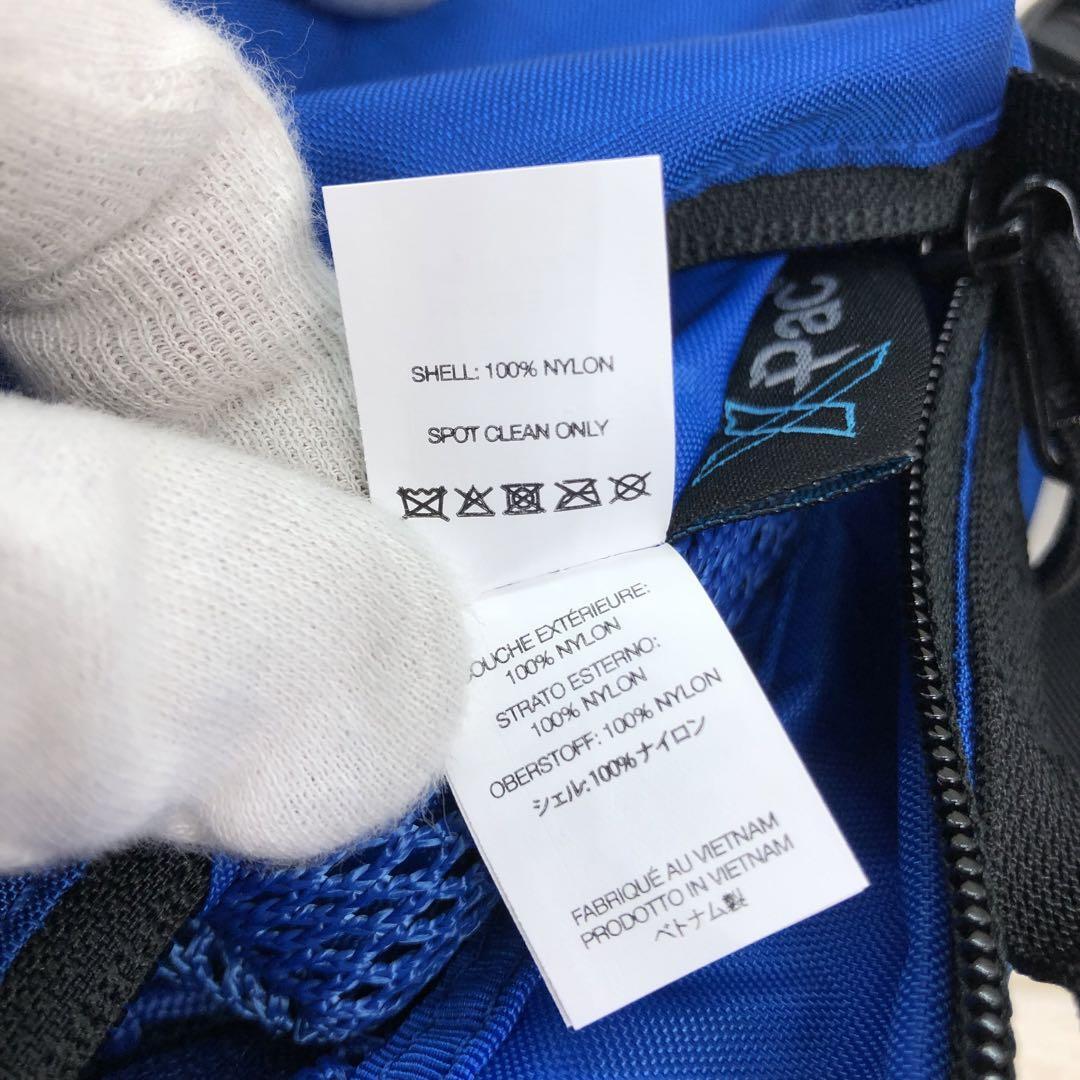 SHELL: 100% NYLON
SPOT CLEAN ONLY
Pac
COUCHE EXTÉRIEURE:
100% NYLON
STRATO ESTERNO:
100% NYLON
OBERSTOFF: 100% NYLON
シェル:100%ナイロン
FABRIQUÉ AU VIETNAM
PRODOTTO IN VIETNAM
ベトナム製